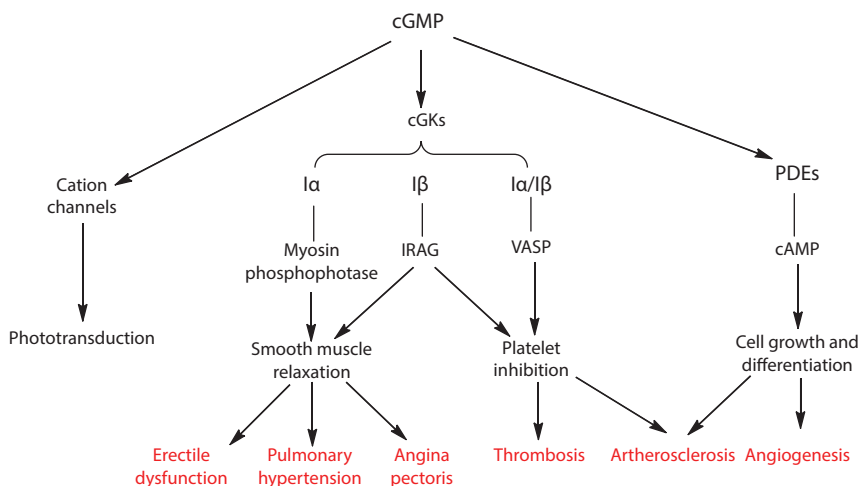 cGMP
cGKs
Cation
channels
Iα
Iβ
Iα/Iβ
PDEs
Myosin
phosphophotase
IRAG
VASP
cAMP
Phototransduction
Smooth muscle
relaxation
Platelet
inhibition
Cell growth and
differentiation
Erectile
dysfunction
Pulmonary
hypertension
Angina
pectoris
Thrombosis
Artherosclerosis
Angiogenesis